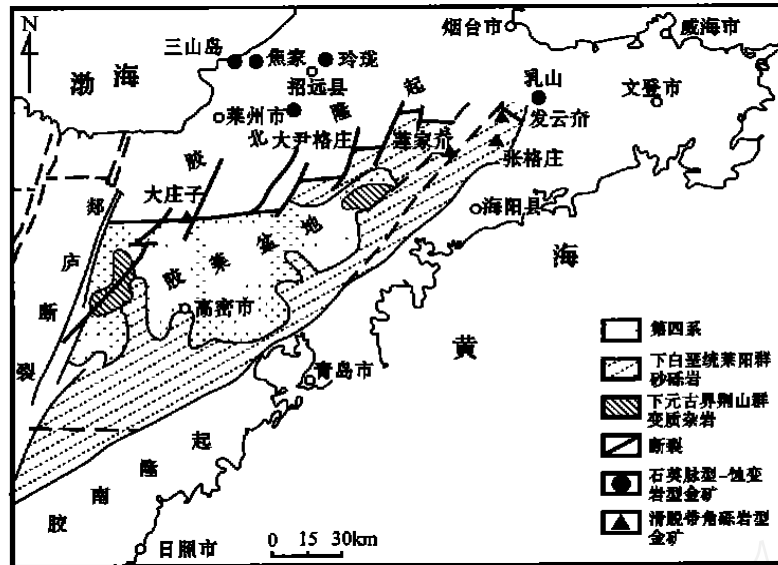 N
烟台市
威海市
三山岛
焦家
玲珑
渤海
招远县
乳山
文登市
莱州市
大尹格庄
发云夼
蓬家夼
张格庄
胶北隆起
大庄子
海阳县
郯庐断裂
胶莱盆地
海
高密市
黄
青岛市
胶南隆起
日照市
0 15 30km
第四系
下白垩统莱阳群
砂砾岩
下元古界荆山群
变质杂岩
断裂
石英脉型-蚀变
岩型金矿
滑脱带角砾岩型
金矿